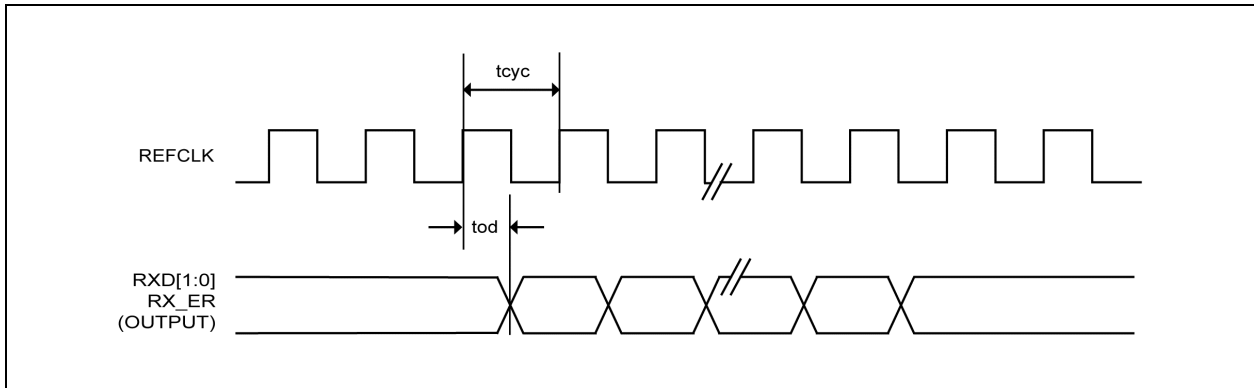 tcyc
REFCLK
tod
RXD[1:0]
RX_ER
(OUTPUT)